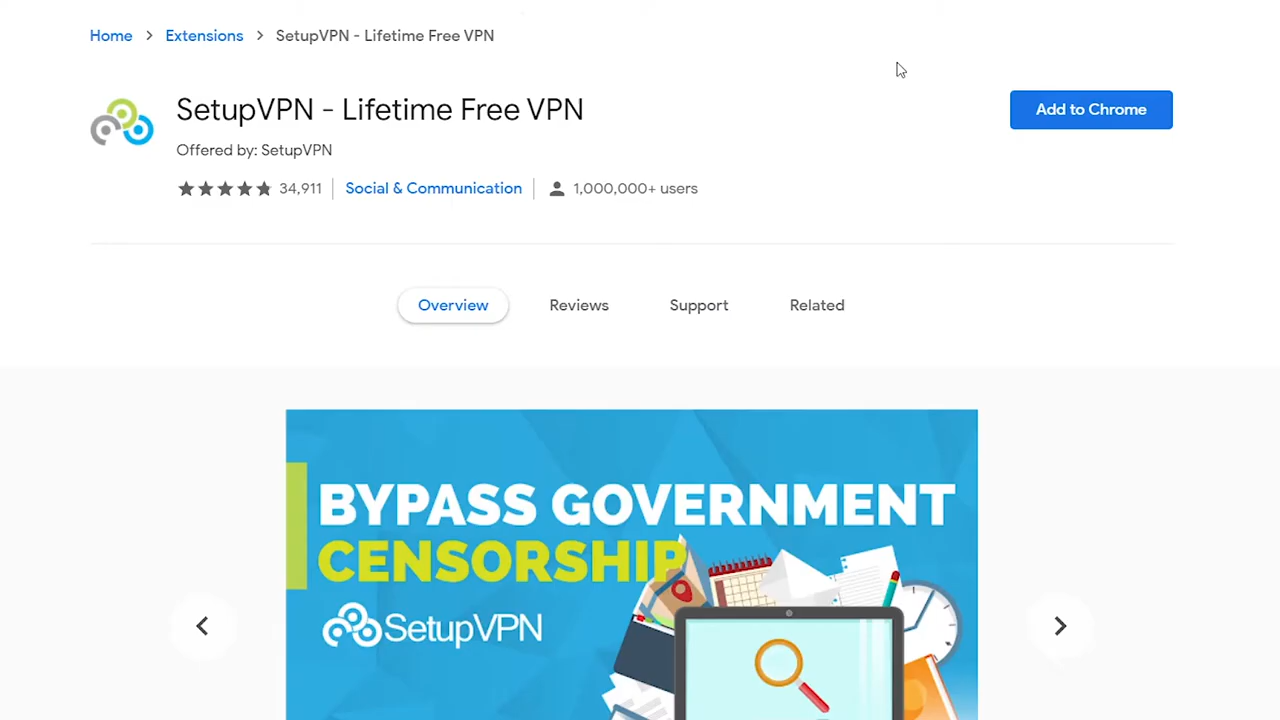 Home > Extensions > SetupVPN - Lifetime Free VPN
SetupVPN - Lifetime Free VPN
Add to Chrome
Offered by: SetupVPN
34,911 Social & Communication 1,000,000+ users
Overview Reviews Support Related
BYPASS GOVERNMENT
CENSORSHIP
SetupVPN